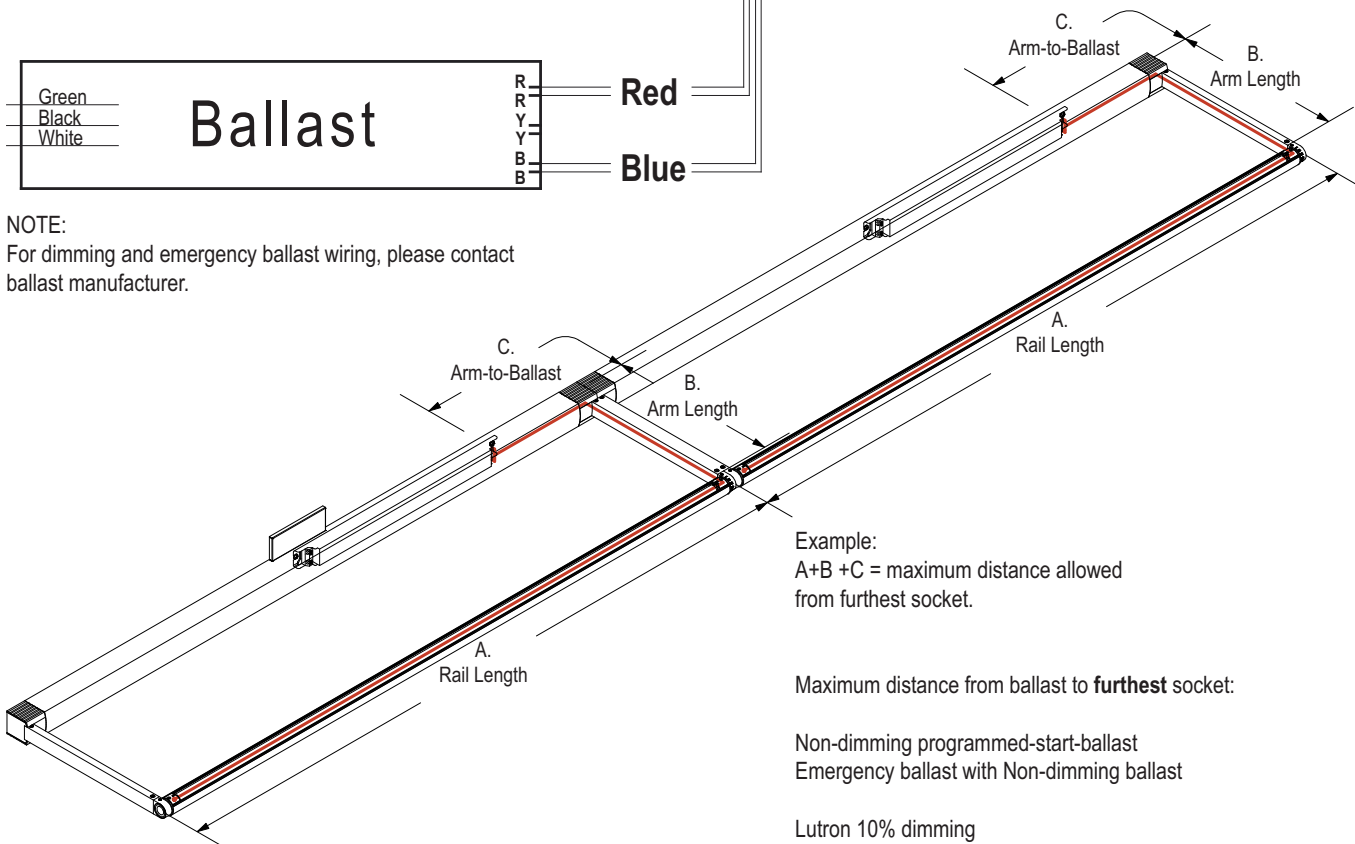 Green
Black
White
Ballast
R
R
Y
Y
B
B
Red
Blue
NOTE:
For dimming and emergency ballast wiring, please contact
ballast manufacturer.
C.
Arm-to-Ballast
B.
Arm Length
A.
Rail Length
C.
Arm-to-Ballast
B.
Arm Length
A.
Rail Length
Example:
A+B +C = maximum distance allowed
from furthest socket.
Maximum distance from ballast to furthest socket:
Non-dimming programmed-start-ballast
Emergency ballast with Non-dimming ballast
Lutron 10% dimming